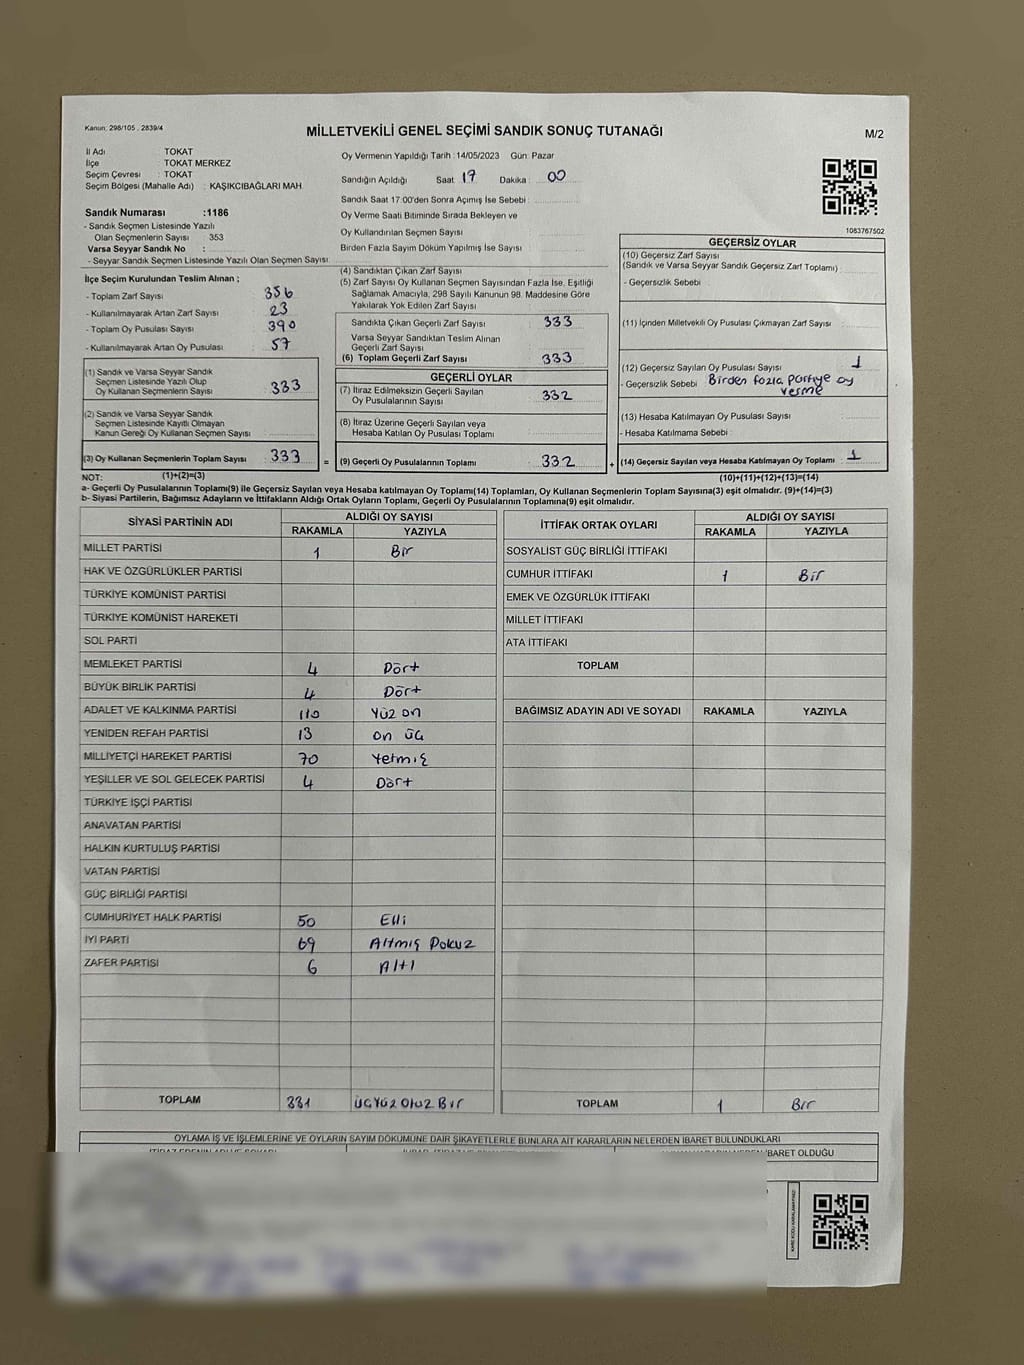 Kanun: 298/105 , 2839/4
MİLLETVEKİLİ GENEL SEÇİMİ SANDIK SONUÇ TUTANAĞI
M/2
İl Adı : TOKAT
İlçe : TOKAT MERKEZ
Seçim Çevresi : TOKAT
Seçim Bölgesi (Mahalle Adı) : KAŞIKCIBAĞLARI MAH.
Sandık Numarası :1186
- Sandık Seçmen Listesinde Yazılı
Olan Seçmenlerin Sayısı : 353
Varsa Seyyar Sandık No :
- Seyyar Sandık Seçmen Listesinde Yazılı Olan Seçmen Sayısı:
Oy Vermenin Yapıldığı Tarih :14/05/2023 Gün: Pazar
Sandığın Açıldığı Saat 17 Dakika : 00
Sandık Saat 17:00'den Sonra Açımış İse Sebebi :
Oy Verme Saati Bitiminde Sırada Bekleyen ve
Oy Kullandırılan Seçmen Sayısı
Birden Fazla Sayım Döküm Yapılmış İse Sayısı
1083767502
İlçe Seçim Kurulundan Teslim Alınan ;
- Toplam Zarf Sayısı 356
- Kullanılmayarak Artan Zarf Sayısı 23
- Toplam Oy Pusulası Sayısı 390
- Kullanılmayarak Artan Oy Pusulası 57
(1) Sandık ve Varsa Seyyar Sandık
Seçmen Listesinde Yazılı Olup
Oy Kullanan Seçmenlerin Sayısı 333
(2) Sandık ve Varsa Seyyar Sandık
Seçmen Listesinde Kayıtlı Olmayan
Kanun Gereği Oy Kullanan Seçmen Sayısı
(3) Oy Kullanan Seçmenlerin Toplam Sayısı 333
(1)+(2)=(3)
(4) Sandıktan Çıkan Zarf Sayısı
(5) Zarf Sayısı Oy Kullanan Seçmen Sayısından Fazla İse, Eşitliği
Sağlamak Amacıyla, 298 Sayılı Kanunun 98. Maddesine Göre
Yakılarak Yok Edilen Zarf Sayısı
Sandıkta Çıkan Geçerli Zarf Sayısı 333
Varsa Seyyar Sandıktan Teslim Alınan
Geçerli Zarf Sayısı
(6) Toplam Geçerli Zarf Sayısı 333
GEÇERLİ OYLAR
(7) İtiraz Edilmeksizin Geçerli Sayılan
Oy Pusulalarının Sayısı 332
(8) İtiraz Üzerine Geçerli Sayılan veya
Hesaba Katılan Oy Pusulası Toplamı
= (9) Geçerli Oy Pusulalarının Toplamı 332
GEÇERSİZ OYLAR
(10) Geçersiz Zarf Sayısı
(Sandık ve Varsa Seyyar Sandık Geçersiz Zarf Toplamı) :
- Geçersizlik Sebebi :
(11) İçinden Milletvekili Oy Pusulası Çıkmayan Zarf Sayısı
(12) Geçersiz Sayılan Oy Pusulası Sayısı 1
- Geçersizlik Sebebi Birden fazla partiye oy
verme
(13) Hesaba Katılmayan Oy Pusulası Sayısı
- Hesaba Katılmama Sebebi :
+ (14) Geçersiz Sayılan veya Hesaba Katılmayan Oy Toplamı 1
(10)+(11)+(12)+(13)=(14)
NOT:
a- Geçerli Oy Pusulalarının Toplamı(9) ile Geçersiz Sayılan veya Hesaba katılmayan Oy Toplamı(14) Toplamları, Oy Kullanan Seçmenlerin Toplam Sayısına(3) eşit olmalıdır. (9)+(14)=(3)
b- Siyasi Partilerin, Bağımsız Adayların ve İttifakların Aldığı Ortak Oyların Toplamı, Geçerli Oy Pusulalarının Toplamına(9) eşit olmalıdır.
SİYASİ PARTİNİN ADI ALDIĞI OY SAYISI
RAKAMLA YAZIYLA
MİLLET PARTİSİ 1 Bir
HAK VE ÖZGÜRLÜKLER PARTİSİ
TÜRKİYE KOMÜNİST PARTİSİ
TÜRKİYE KOMÜNİST HAREKETİ
SOL PARTİ
MEMLEKET PARTİSİ 4 Dört
BÜYÜK BİRLİK PARTİSİ 4 Dört
ADALET VE KALKINMA PARTİSİ 110 Yüz on
YENİDEN REFAH PARTİSİ 13 on üç
MİLLİYETÇİ HAREKET PARTİSİ 70 Yetmiş
YEŞİLLER VE SOL GELECEK PARTİSİ 4 Dört
TÜRKİYE İŞÇİ PARTİSİ
ANAVATAN PARTİSİ
HALKIN KURTULUŞ PARTİSİ
VATAN PARTİSİ
GÜÇ BİRLİĞİ PARTİSİ
CUMHURİYET HALK PARTİSİ 50 Elli
İYİ PARTİ 69 Altmış Dokuz
ZAFER PARTİSİ 6 Altı
TOPLAM 331 ÜçYüz Otuz Bir
İTTİFAK ORTAK OYLARI ALDIĞI OY SAYISI
RAKAMLA YAZIYLA
SOSYALİST GÜÇ BİRLİĞİ İTTİFAKI
CUMHUR İTTİFAKI 1 Bir
EMEK VE ÖZGÜRLÜK İTTİFAKI
MİLLET İTTİFAKI
ATA İTTİFAKI
TOPLAM
BAĞIMSIZ ADAYIN ADI VE SOYADI RAKAMLA YAZIYLA
TOPLAM 1 Bir
OYLAMA İŞ VE İŞLEMLERİNE VE OYLARIN SAYIM DÖKÜMÜNE DAİR ŞİKAYETLERLE BUNLARA AİT KARARLARIN NELERDEN İBARET BULUNDUKLARI
İBARET OLDUĞU